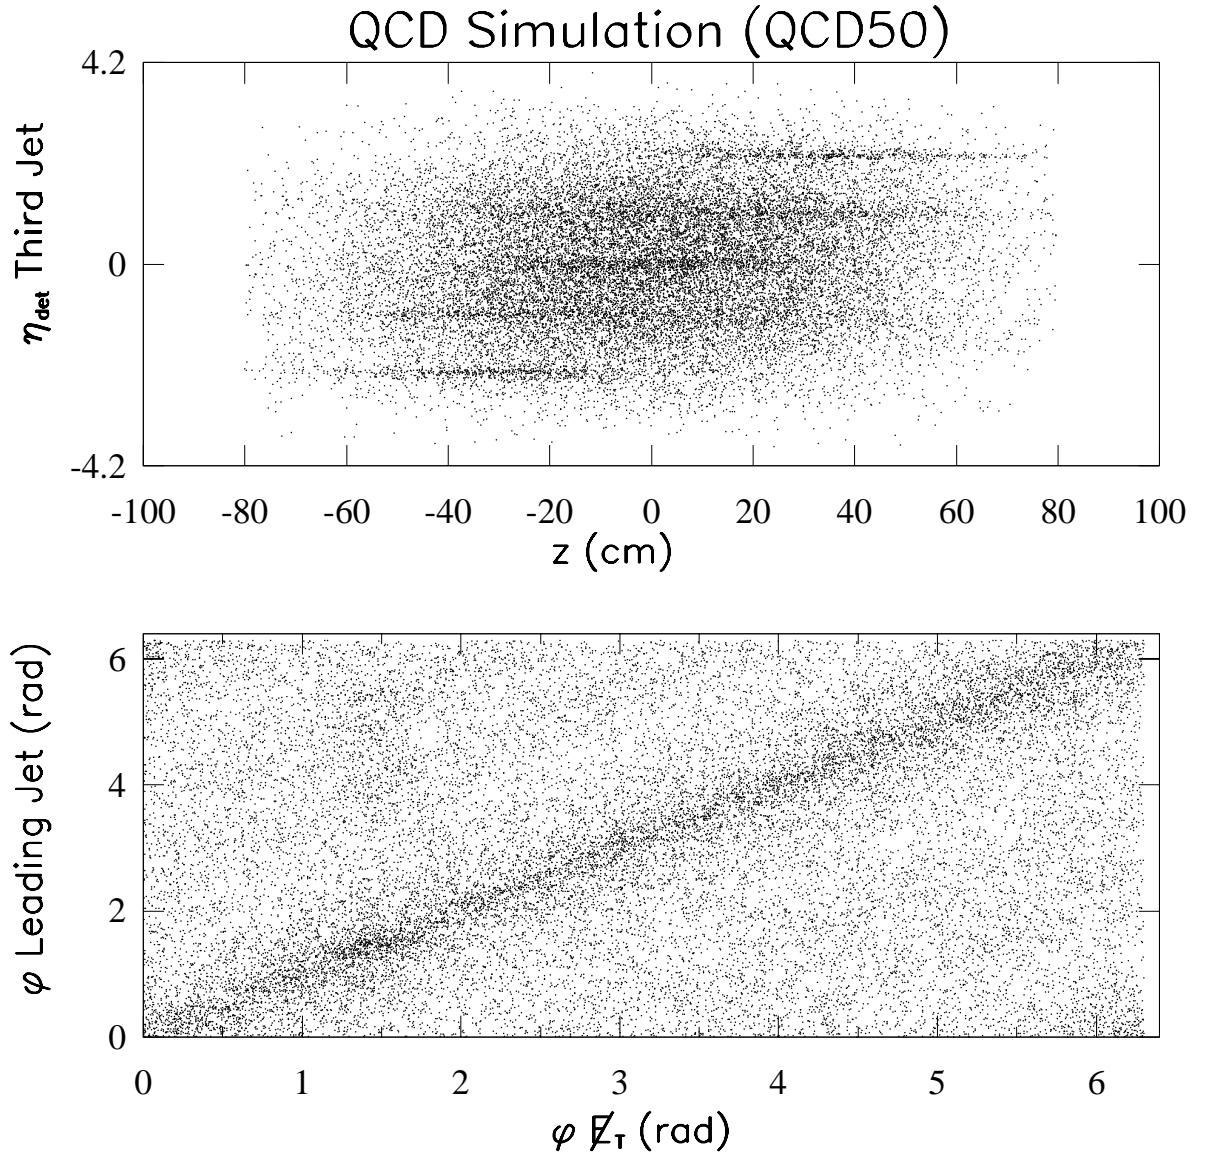 QCD Simulation (QCD50)
4.2
0
-4.2
η_det Third Jet
-100 -80 -60 -40 -20 0 20 40 60 80 100
z (cm)
6
4
2
0
φ Leading Jet (rad)
0 1 2 3 4 5 6
φ E̸_T (rad)